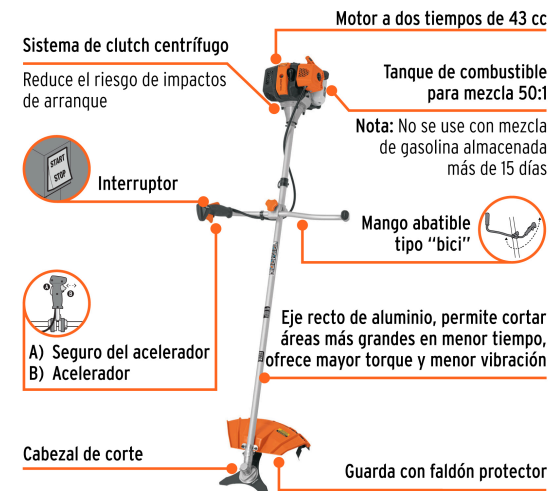 Motor a dos tiempos de 43 cc
Sistema de clutch centrífugo
Reduce el riesgo de impactos
de arranque
Tanque de combustible
para mezcla 50:1
Nota: No se use con mezcla
de gasolina almacenada
más de 15 días
START
STOP
Interruptor
Mango abatible
tipo "bici"
A
B
A) Seguro del acelerador
B) Acelerador
Eje recto de aluminio, permite cortar
áreas más grandes en menor tiempo,
ofrece mayor torque y menor vibración
Cabezal de corte
Guarda con faldón protector